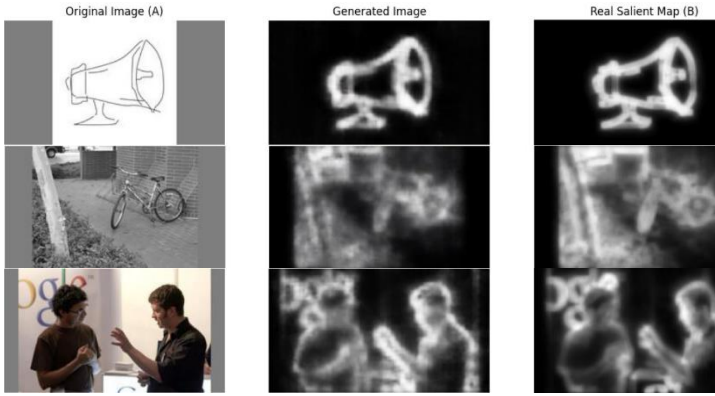 Original Image (A)
Generated Image
Real Salient Map (B)
ogle
G